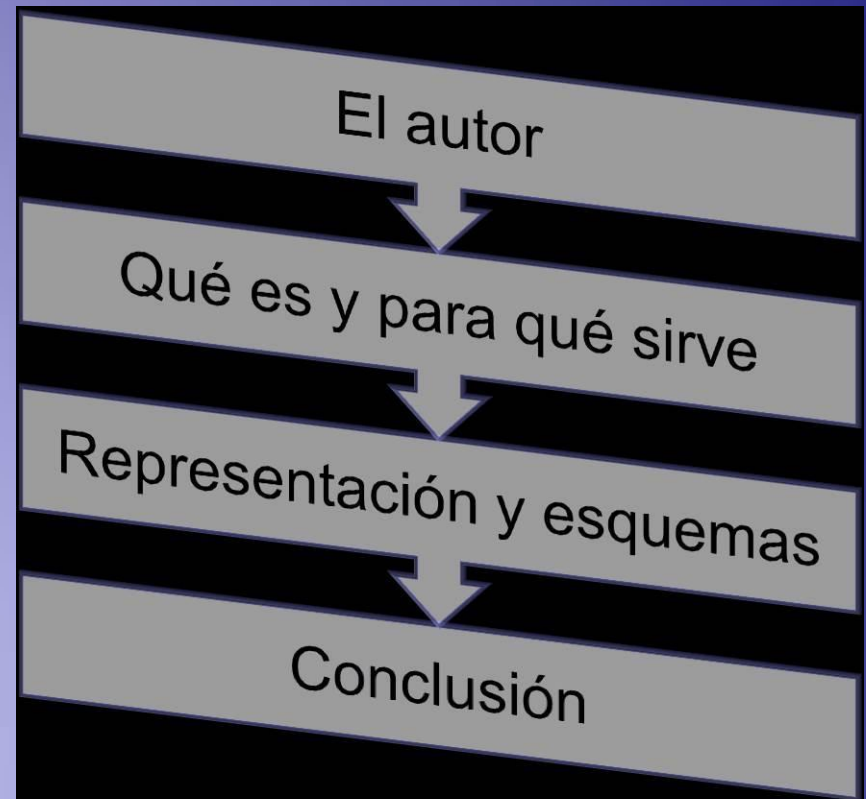 El autor
Qué es y para qué sirve
Representación y esquemas
Conclusión